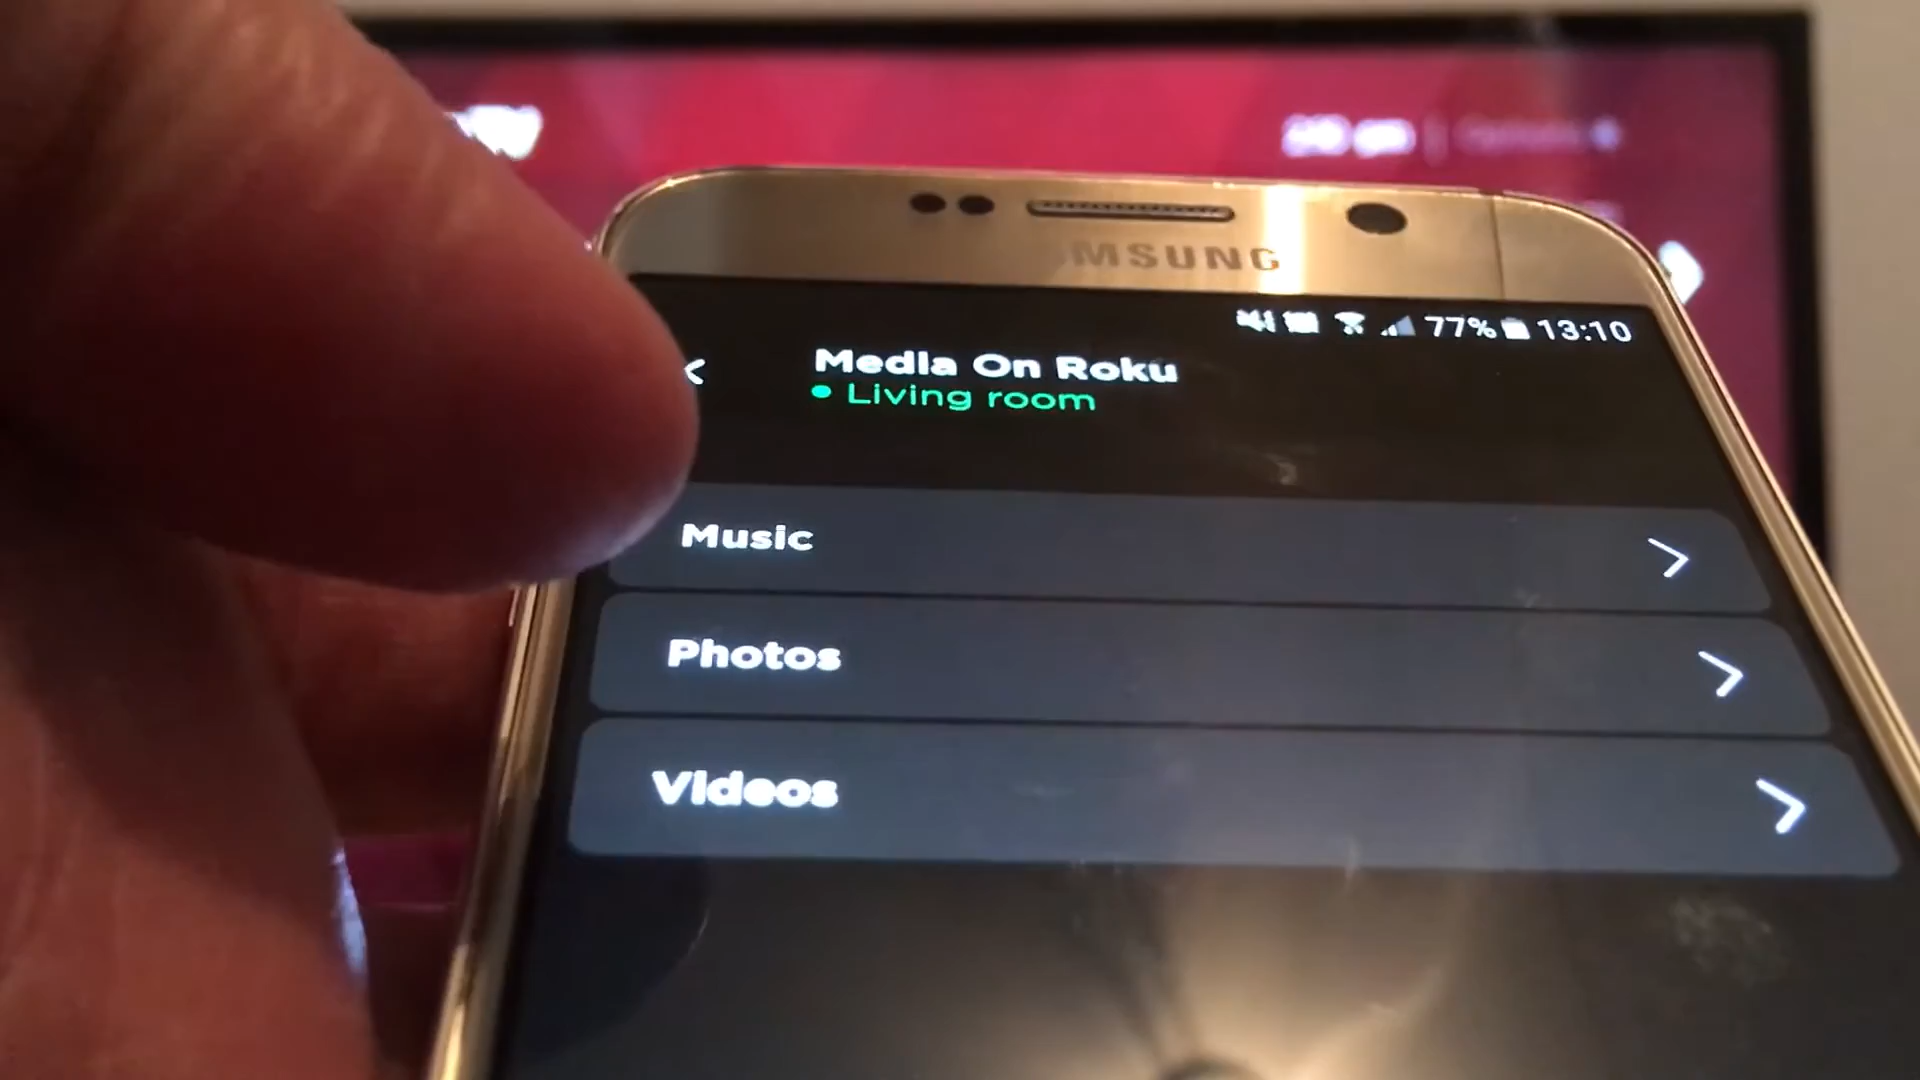 MSUNG
77% 13:10
Media On Roku
Living room
Music
Photos
Videos